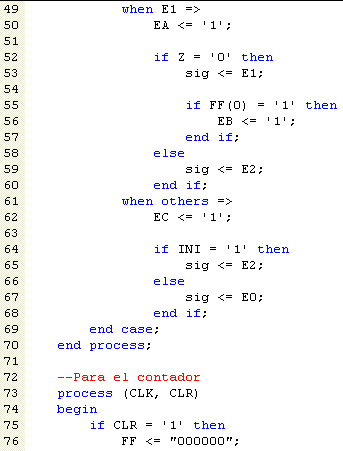 49 when E1 =>
50 EA <= '1';
51
52 if Z = '0' then
53 sig <= E1;
54
55 if FF(0) = '1' then
56 EB <= '1';
57 end if;
58 else
59 sig <= E2;
60 end if;
61 when others =>
62 EC <= '1';
63
64 if INI = '1' then
65 sig <= E2;
66 else
67 sig <= E0;
68 end if;
69 end case;
70 end process;
71
72 --Para el contador
73 process (CLK, CLR)
74 begin
75 if CLR = '1' then
76 FF <= "000000";